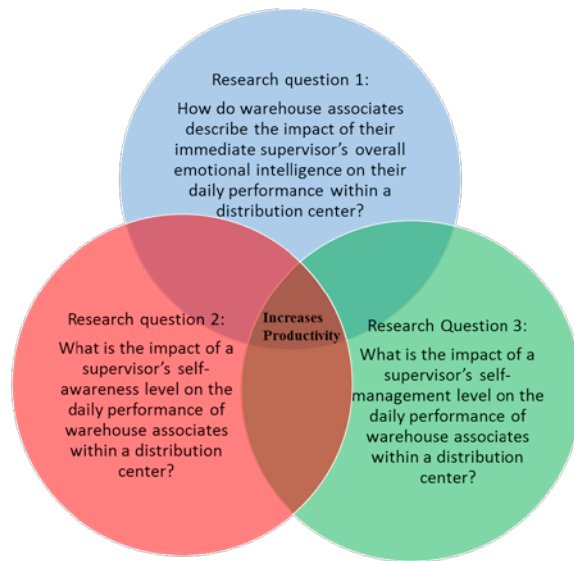 Research question 1:
How do warehouse associates
describe the impact of their
immediate supervisor’s overall
emotional intelligence on their
daily performance within a
distribution center?
Increases
Productivity
Research question 2:
What is the impact of a
supervisor’s self-
awareness level on the
daily performance of
warehouse associates
within a distribution
center?
Research Question 3:
What is the impact of a
supervisor’s self-
management level on the
daily performance of
warehouse associates
within a distribution
center?